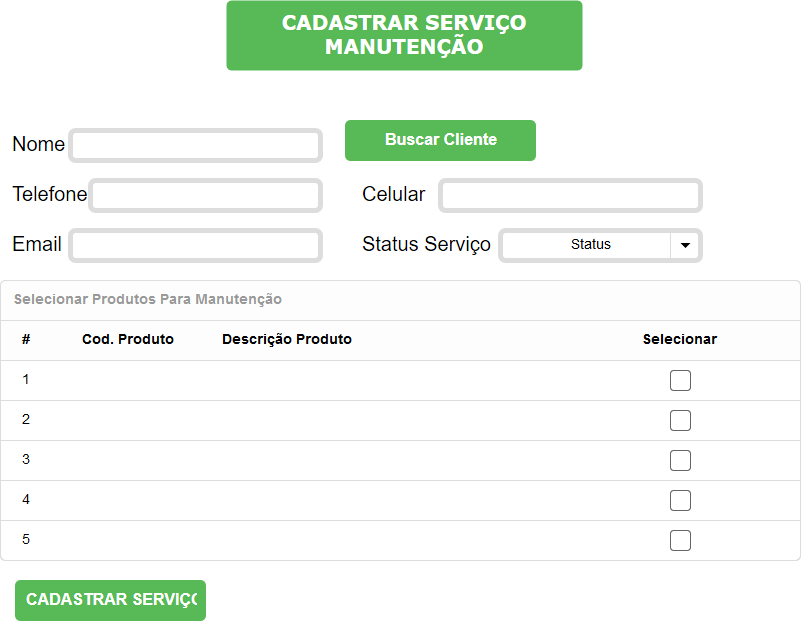 CADASTRAR SERVIÇO
MANUTENÇÃO
Nome
Buscar Cliente
Telefone
Celular
Email
Status Serviço
Status
Selecionar Produtos Para Manutenção
# Cod. Produto Descrição Produto Selecionar
1
2
3
4
5
CADASTRAR SERVIÇ